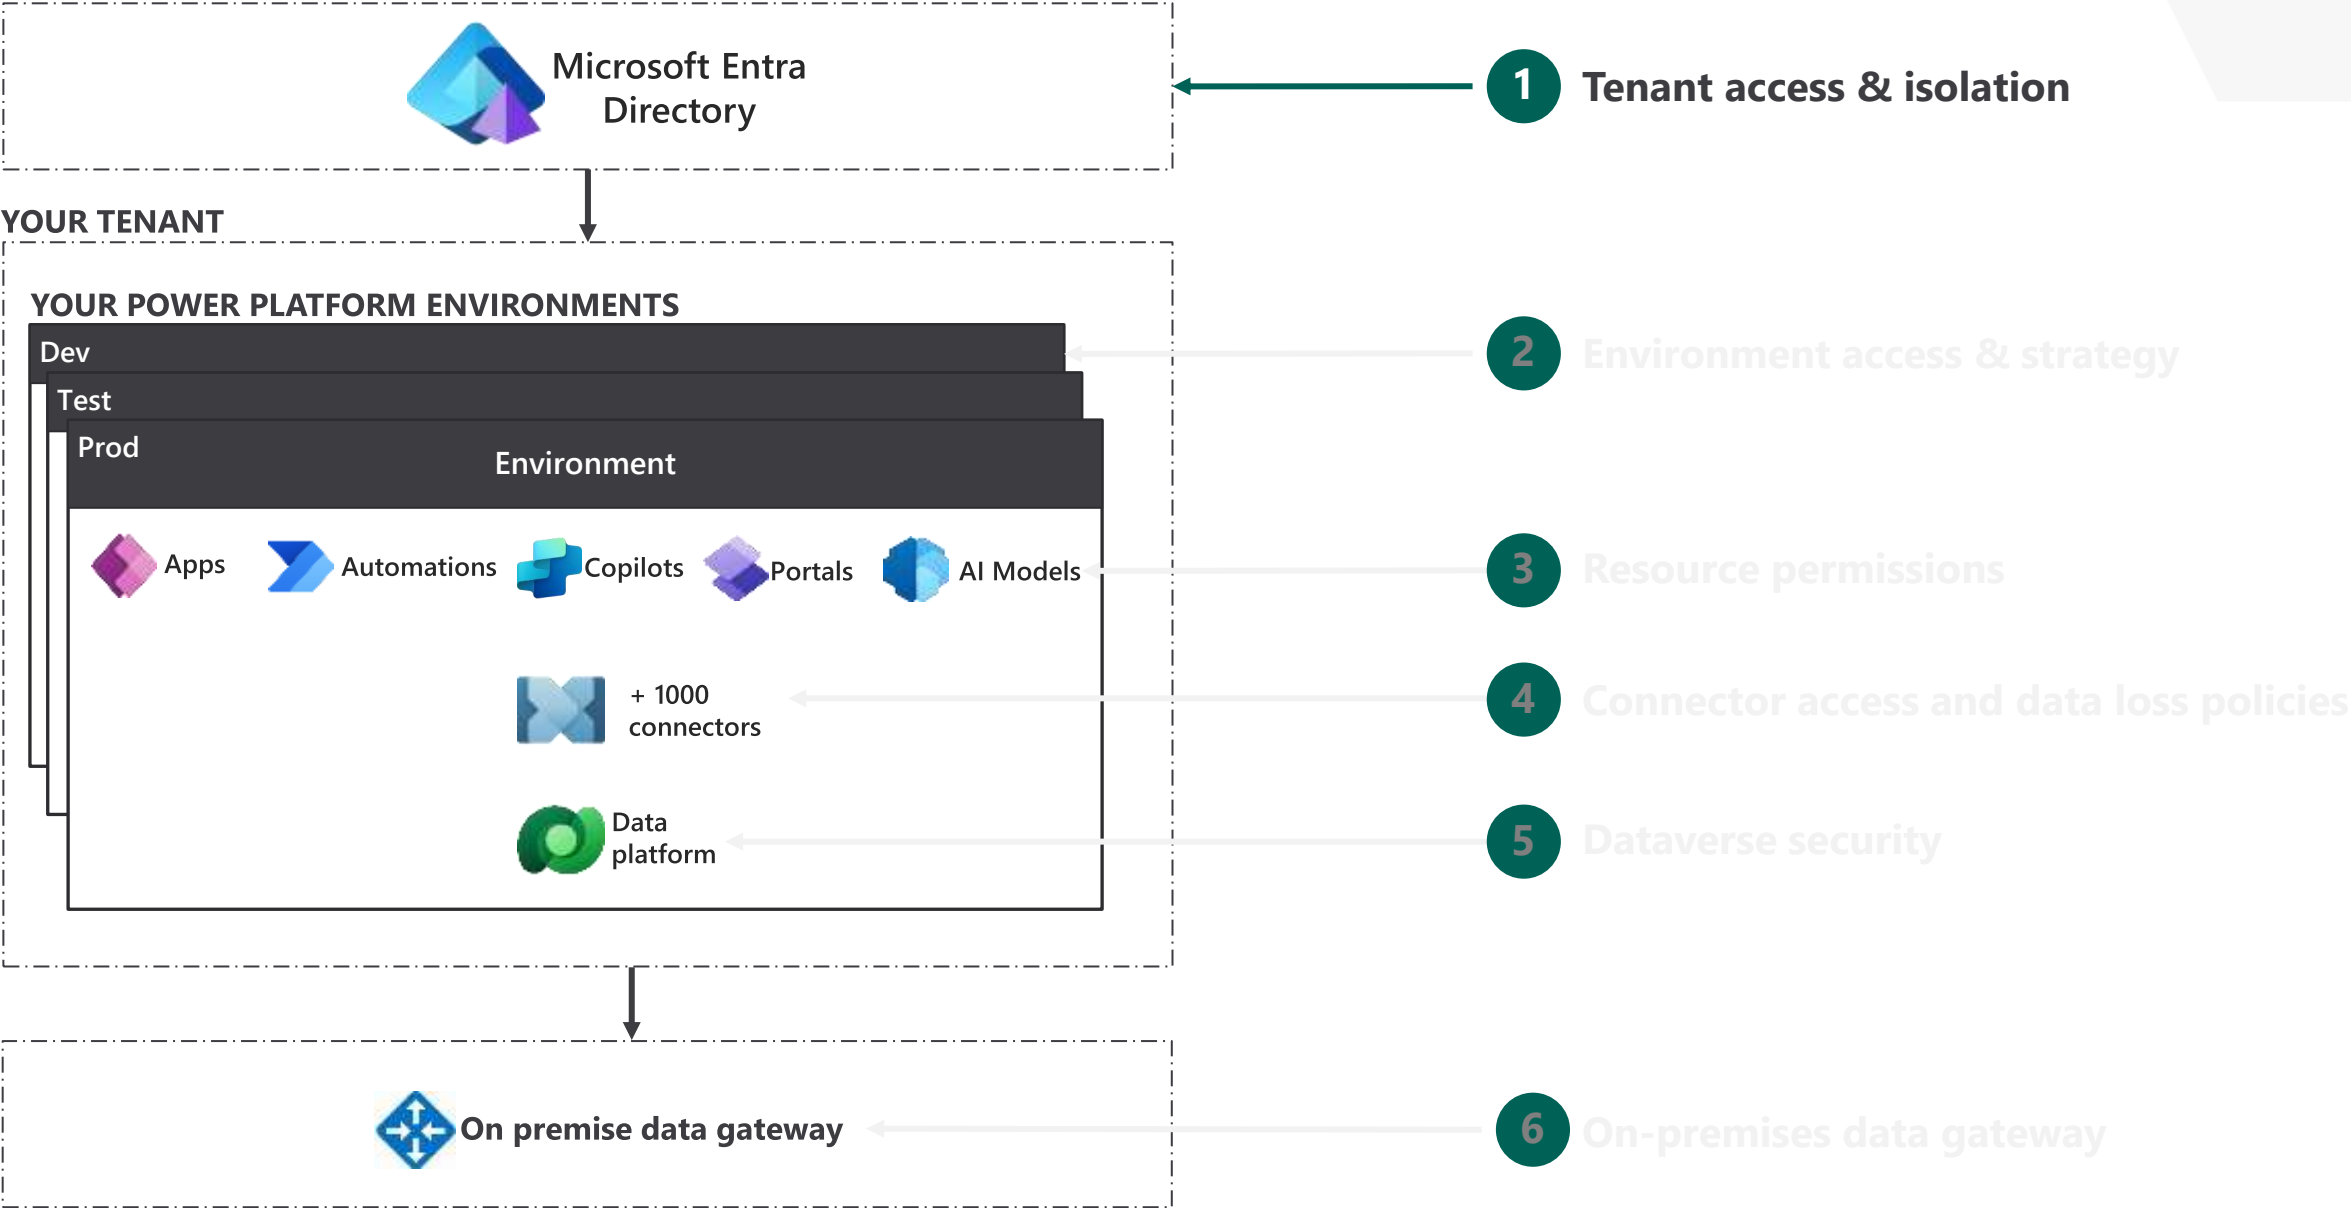 Microsoft Entra
Directory
1 Tenant access & isolation
YOUR TENANT
YOUR POWER PLATFORM ENVIRONMENTS
Dev
2 Environment access & strategy
Test
Prod
Environment
Apps
Automations
Copilots
Portals
AI Models
3 Resource permissions
+ 1000
connectors
4 Connector access and data loss policies
Data
platform
5 Dataverse security
On premise data gateway
6 On-premises data gateway